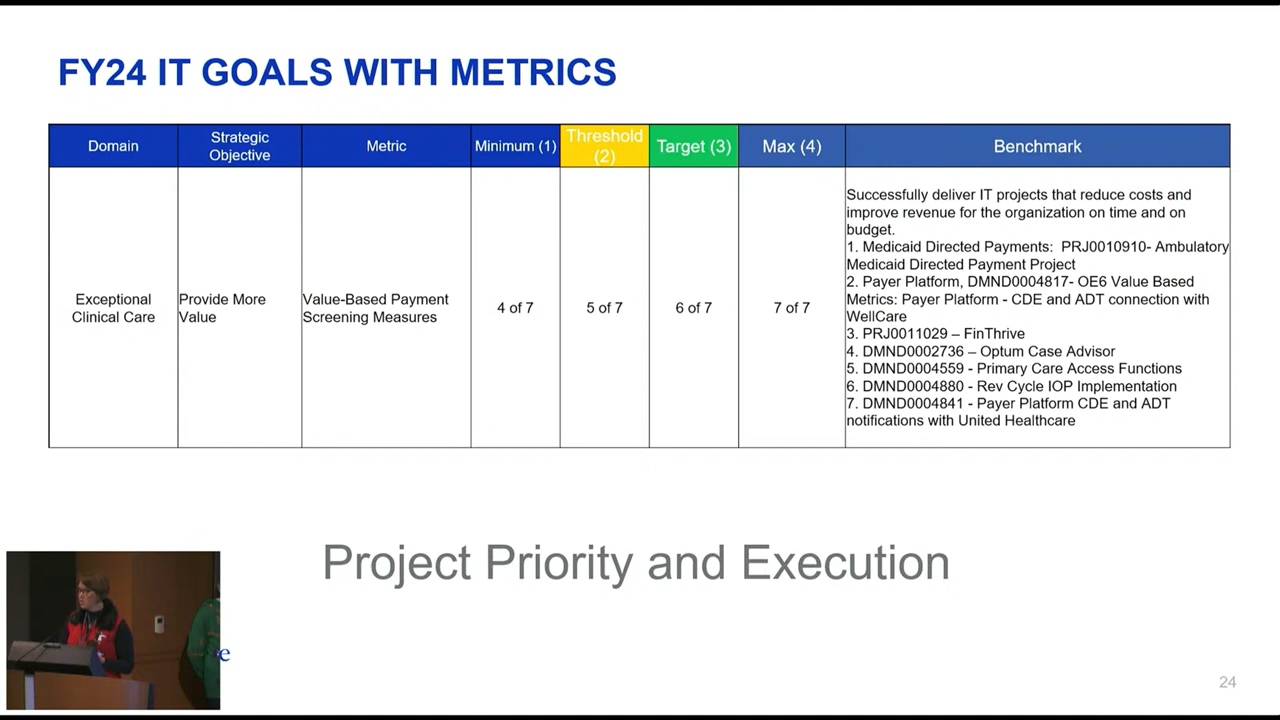 FY24 IT GOALS WITH METRICS
Domain
Strategic
Objective
Metric
Minimum (1)
Threshold
(2)
Target (3)
Max (4)
Benchmark
Exceptional
Clinical Care
Provide More
Value
Value-Based Payment
Screening Measures
4 of 7
5 of 7
6 of 7
7 of 7
Successfully deliver IT projects that reduce costs and
improve revenue for the organization on time and on
budget.
1. Medicaid Directed Payments:  PRJ0010910- Ambulatory
Medicaid Directed Payment Project
2. Payer Platform, DMND0004817- OE6 Value Based
Metrics: Payer Platform - CDE and ADT connection with
WellCare
3. PRJ0011029 – FinThrive
4. DMND0002736 – Optum Case Advisor
5. DMND0004559 - Primary Care Access Functions
6. DMND0004880 - Rev Cycle IOP Implementation
7. DMND0004841 - Payer Platform CDE and ADT
notifications with United Healthcare
Project Priority and Execution
e
24